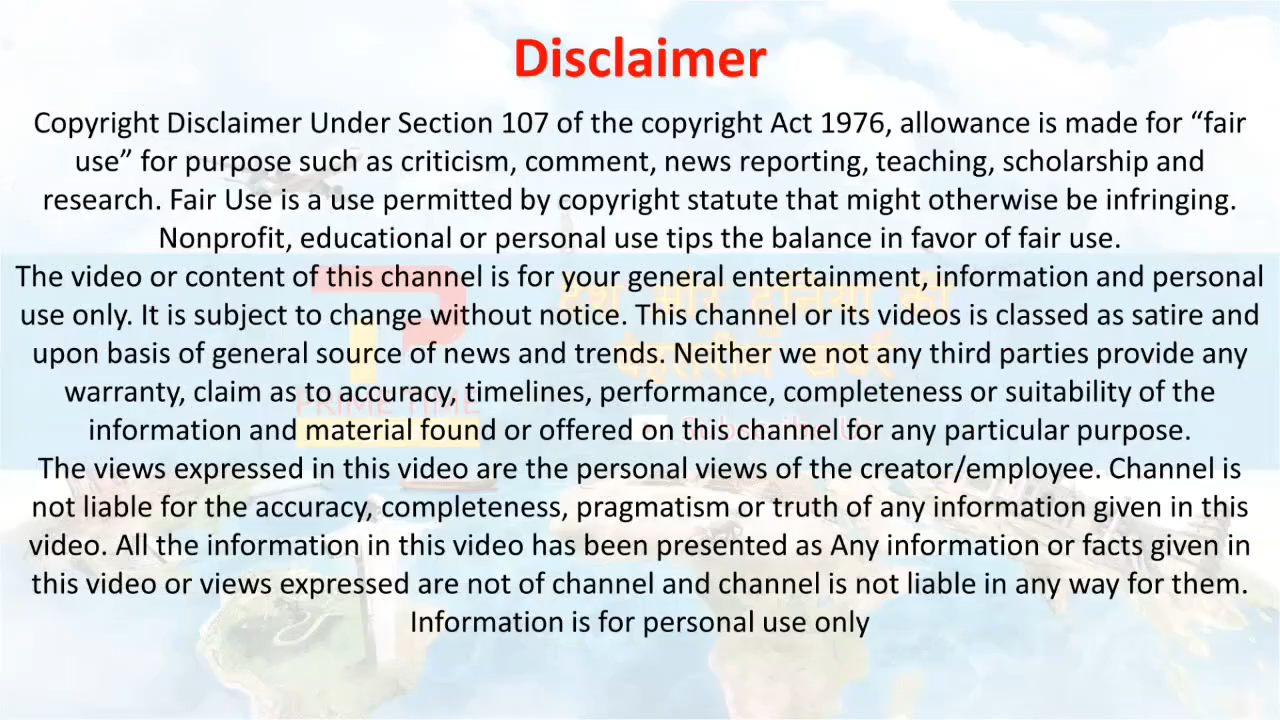 Disclaimer
Copyright Disclaimer Under Section 107 of the copyright Act 1976, allowance is made for “fair
use” for purpose such as criticism, comment, news reporting, teaching, scholarship and
research. Fair Use is a use permitted by copyright statute that might otherwise be infringing.
Nonprofit, educational or personal use tips the balance in favor of fair use.
The video or content of this channel is for your general entertainment, information and personal
use only. It is subject to change without notice. This channel or its videos is classed as satire and
upon basis of general source of news and trends. Neither we not any third parties provide any
warranty, claim as to accuracy, timelines, performance, completeness or suitability of the
information and material found or offered on this channel for any particular purpose.
The views expressed in this video are the personal views of the creator/employee. Channel is
not liable for the accuracy, completeness, pragmatism or truth of any information given in this
video. All the information in this video has been presented as Any information or facts given in
this video or views expressed are not of channel and channel is not liable in any way for them.
Information is for personal use only
देश और दुनिया की
PRIME TIME